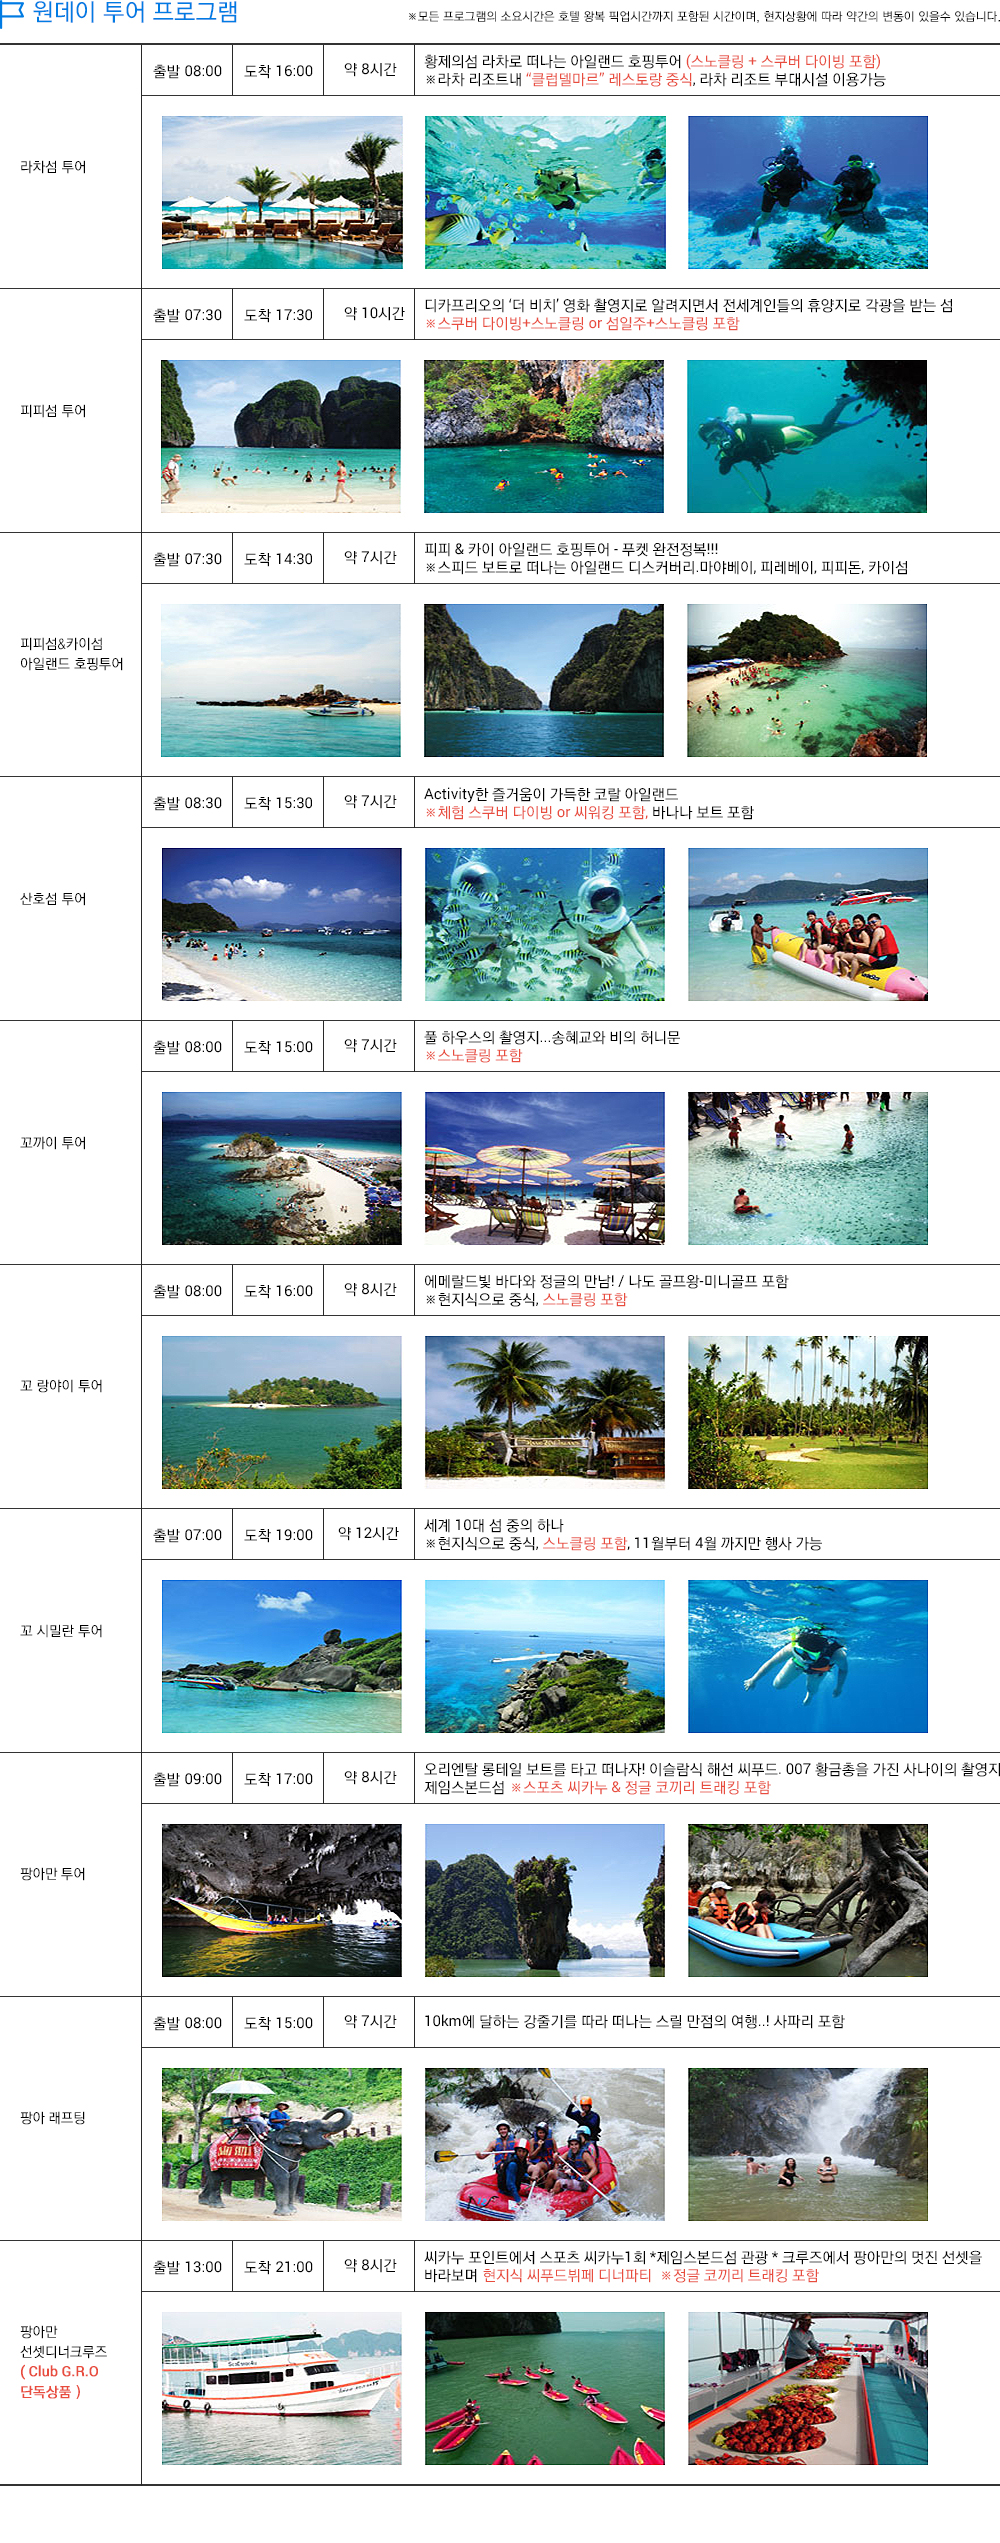 원데이 투어 프로그램
※모든 프로그램의 소요시간은 호텔 왕복 픽업시간까지 포함된 시간이며, 현지상황에 따라 약간의 변동이 있을수 있습니다.
라차섬 투어
출발 08:00 도착 16:00 약 8시간
황제의섬 라차로 떠나는 아일랜드 호핑투어 (스노클링 + 스쿠버 다이빙 포함)
※라차 리조트내 “클럽델마르” 레스토랑 중식, 라차 리조트 부대시설 이용가능
피피섬 투어
출발 07:30 도착 17:30 약 10시간
디카프리오의 ‘더 비치’ 영화 촬영지로 알려지면서 전세계인들의 휴양지로 각광을 받는 섬
※스쿠버 다이빙+스노클링 or 섬일주+스노클링 포함
피피섬&카이섬
아일랜드 호핑투어
출발 07:30 도착 14:30 약 7시간
피피 & 카이 아일랜드 호핑투어 - 푸켓 완전정복!!!
※스피드 보트로 떠나는 아일랜드 디스커버리.마야베이, 피레베이, 피피돈, 카이섬
산호섬 투어
출발 08:30 도착 15:30 약 7시간
Activity한 즐거움이 가득한 코랄 아일랜드
※체험 스쿠버 다이빙 or 씨워킹 포함, 바나나 보트 포함
꼬까이 투어
출발 08:00 도착 15:00 약 7시간
풀 하우스의 촬영지...송혜교와 비의 허니문
※스노클링 포함
꼬 랑야이 투어
출발 08:00 도착 16:00 약 8시간
에메랄드빛 바다와 정글의 만남! / 나도 골프왕-미니골프 포함
※현지식으로 중식, 스노클링 포함
꼬 시밀란 투어
출발 07:00 도착 19:00 약 12시간
세계 10대 섬 중의 하나
※현지식으로 중식, 스노클링 포함, 11월부터 4월 까지만 행사 가능
팡아만 투어
출발 09:00 도착 17:00 약 8시간
오리엔탈 롱테일 보트를 타고 떠나자! 이슬람식 해선 씨푸드. 007 황금총을 가진 사나이의 촬영지
제임스본드섬 ※스포츠 씨카누 & 정글 코끼리 트래킹 포함
팡아 래프팅
출발 08:00 도착 15:00 약 7시간
10km에 달하는 강줄기를 따라 떠나는 스릴 만점의 여행..! 사파리 포함
팡아만
선셋디너크루즈
( Club G.R.O
단독상품 )
출발 13:00 도착 21:00 약 8시간
씨카누 포인트에서 스포츠 씨카누1회 *제임스본드섬 관광 * 크루즈에서 팡아만의 멋진 선셋을
바라보며 현지식 씨푸드뷔페 디너파티 ※정글 코끼리 트래킹 포함